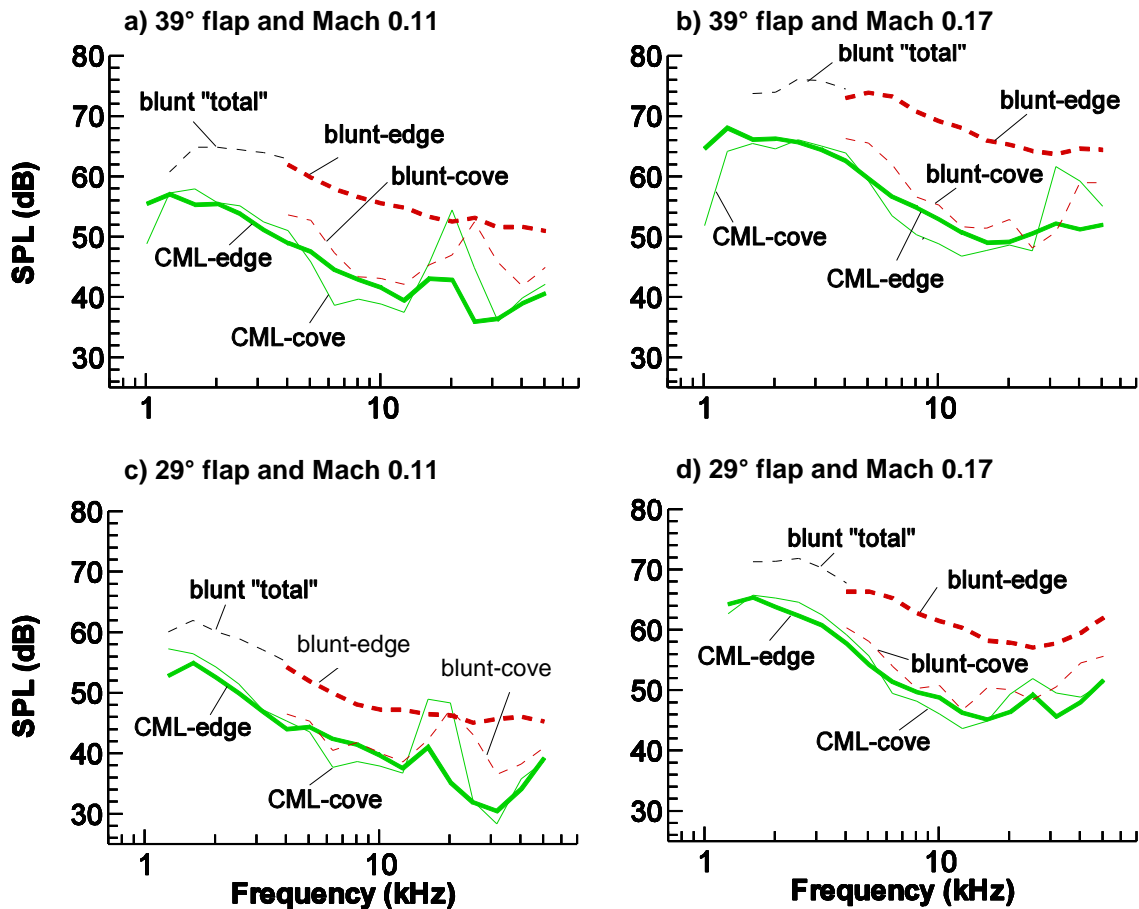 a) 39° flap and Mach 0.11
80
70
60
50
40
30
SPL (dB)
blunt "total"
blunt-edge
blunt-cove
CML-edge
CML-cove
1
10
b) 39° flap and Mach 0.17
80
70
60
50
40
30
blunt "total"
blunt-edge
blunt-cove
CML-cove
CML-edge
1
10
c) 29° flap and Mach 0.11
80
70
60
50
40
30
SPL (dB)
blunt "total"
blunt-edge
blunt-cove
CML-edge
CML-cove
1
10
Frequency (kHz)
d) 29° flap and Mach 0.17
80
70
60
50
40
30
blunt "total"
blunt-edge
CML-edge
blunt-cove
CML-cove
1
10
Frequency (kHz)